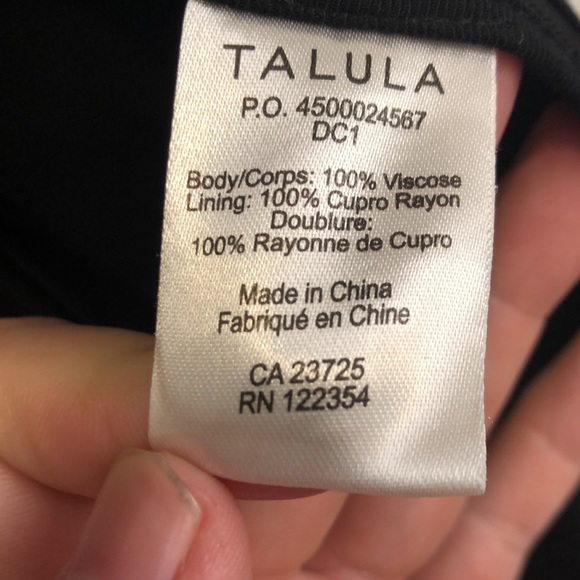 TALULA
P.O. 4500024567
DC1
Body/Corps: 100% Viscose
Lining: 100% Cupro Rayon
Doublure:
100% Rayonne de Cupro
Made in China
Fabriqué en Chine
CA 23725
RN 122354